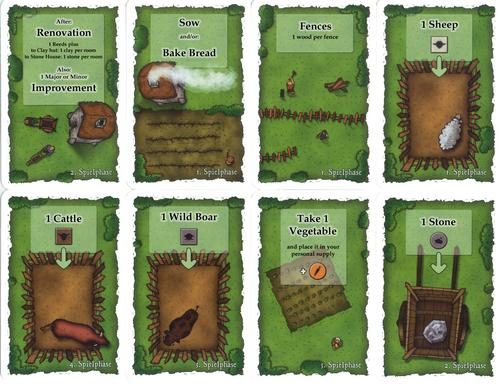 After:
Renovation
1 Reeds plus
to Clay hut: 1 clay per room
to Stone House: 1 stone per room
Also:
1 Major or Minor
Improvement
2. Spielphase
Sow
and/or:
Bake Bread
1. Spielphase
Fences
1 wood per fence
1. Spielphase
1 Sheep
1. Spielphase
1 Cattle
4. Spielphase
1 Wild Boar
3. Spielphase
Take 1
Vegetable
and place it in your
personal supply
+
3. Spielphase
1 Stone
2. Spielphase